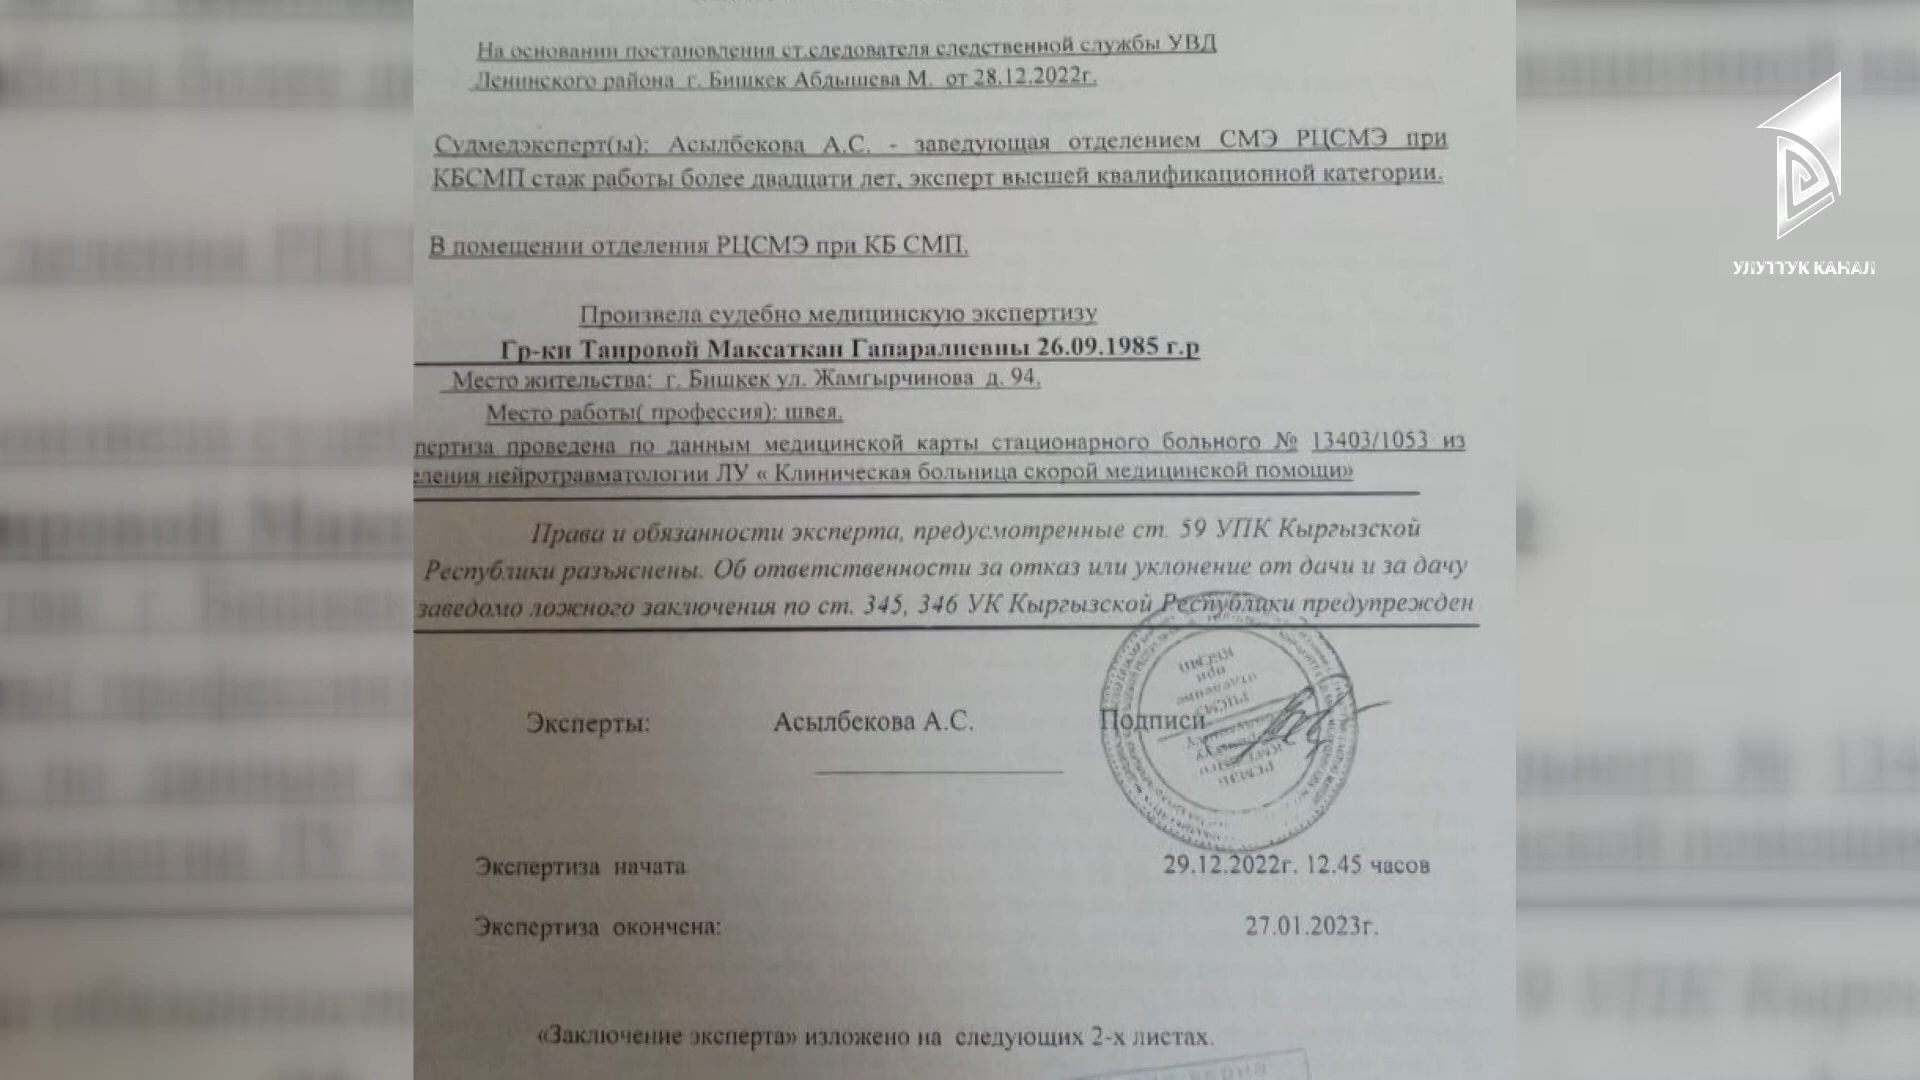 На основании постановления ст.следователя следственной службы УВД
Ленинского района г. Бишкек Абдышева М. от 28.12.2022г.
Судмедэксперт(ы): Асылбекова А.С. - заведующая отделением СМЭ РЦСМЭ при
КБСМП стаж работы более двадцати лет, эксперт высшей квалификационной категории.
В помещении отделения РЦСМЭ при КБ СМП.
Произвела судебно медицинскую экспертизу
Гр-ки Таировой Максаткан Гапаралиевны 26.09.1985 г.р
Место жительства: г. Бишкек ул. Жамгырчинова д. 94.
Место работы( профессия): швея.
пертиза проведена по данным медицинской карты стационарного больного № 13403/1053 из
еления нейротравматологии ЛУ « Клиническая больница скорой медицинской помощи»
Права и обязанности эксперта, предусмотренные ст. 59 УПК Кыргызской
Республики разъяснены. Об ответственности за отказ или уклонение от дачи и за дачу
заведомо ложного заключения по ст. 345, 346 УК Кыргызской Республики предупрежден
Эксперты: Асылбекова А.С. Подписи
Экспертиза начата 29.12.2022г. 12.45 часов
Экспертиза окончена: 27.01.2023г.
«Заключение эксперта» изложено на следующих 2-х листах.
УЛУТТУК КАНАЛ